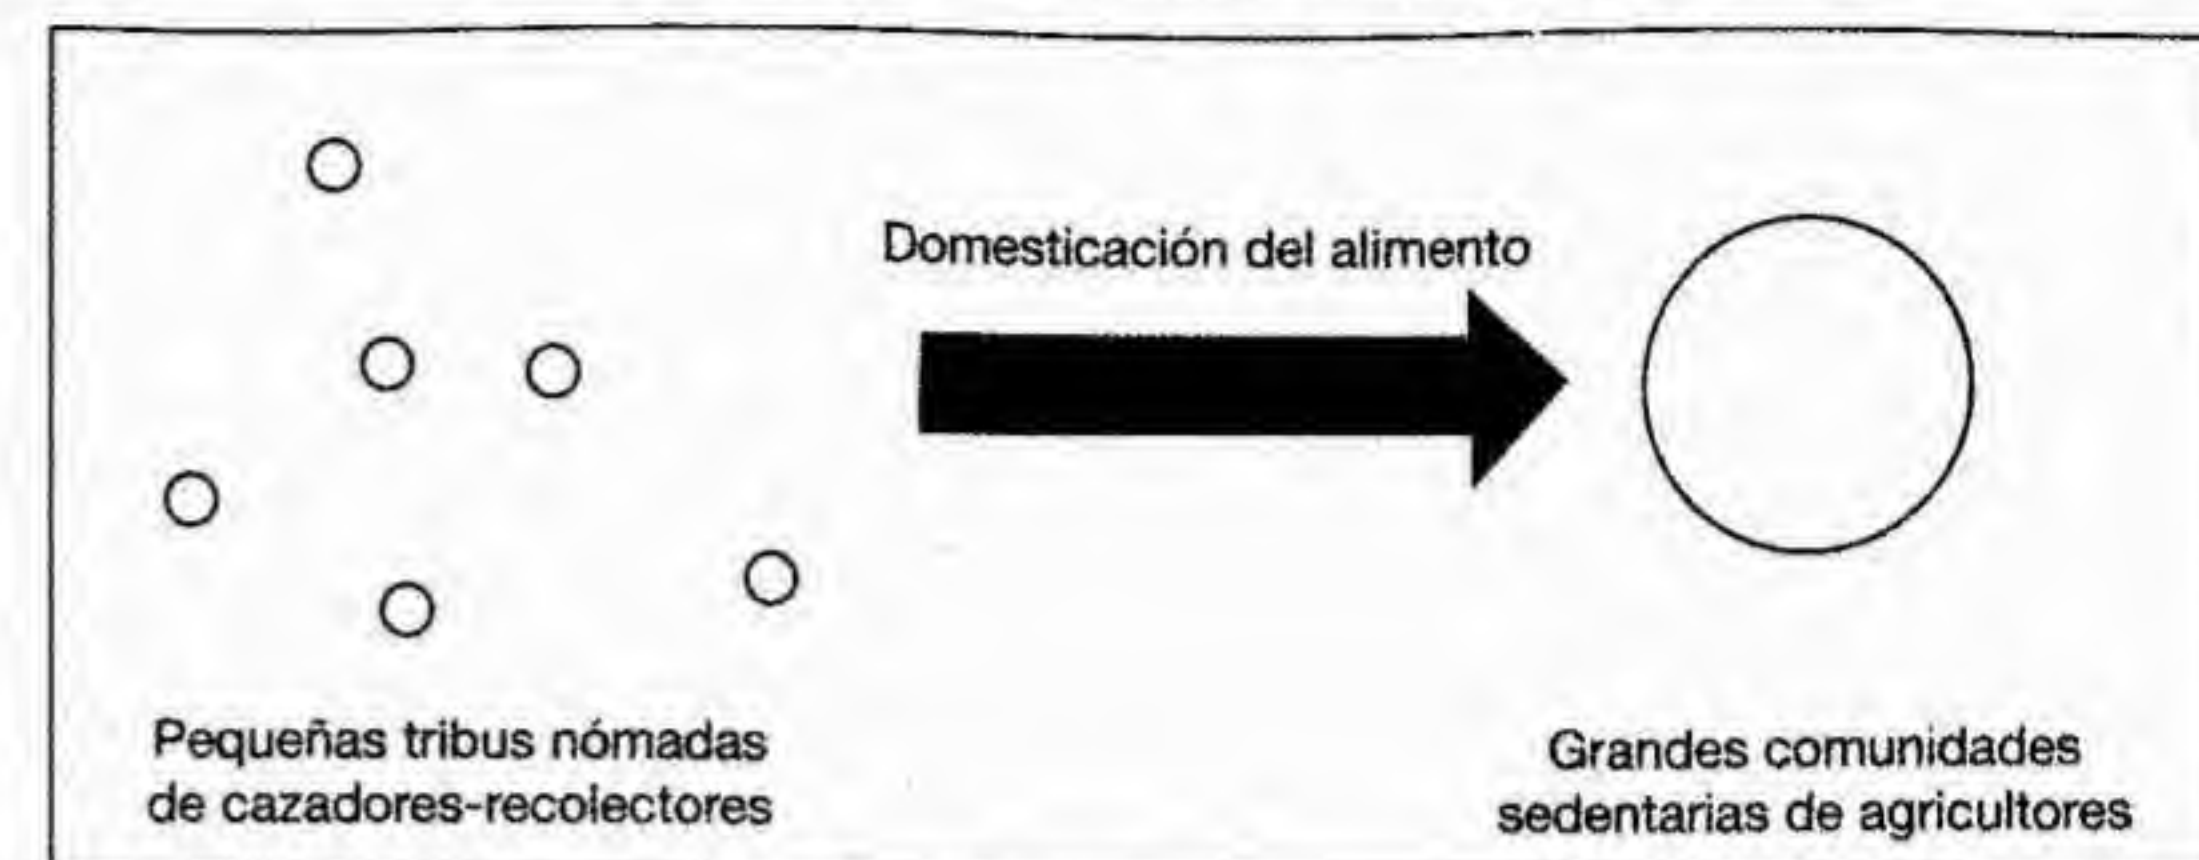 Domesticación del alimento
Pequeñas tribus nómadas
de cazadores-recolectores
Grandes comunidades
sedentarias de agricultores